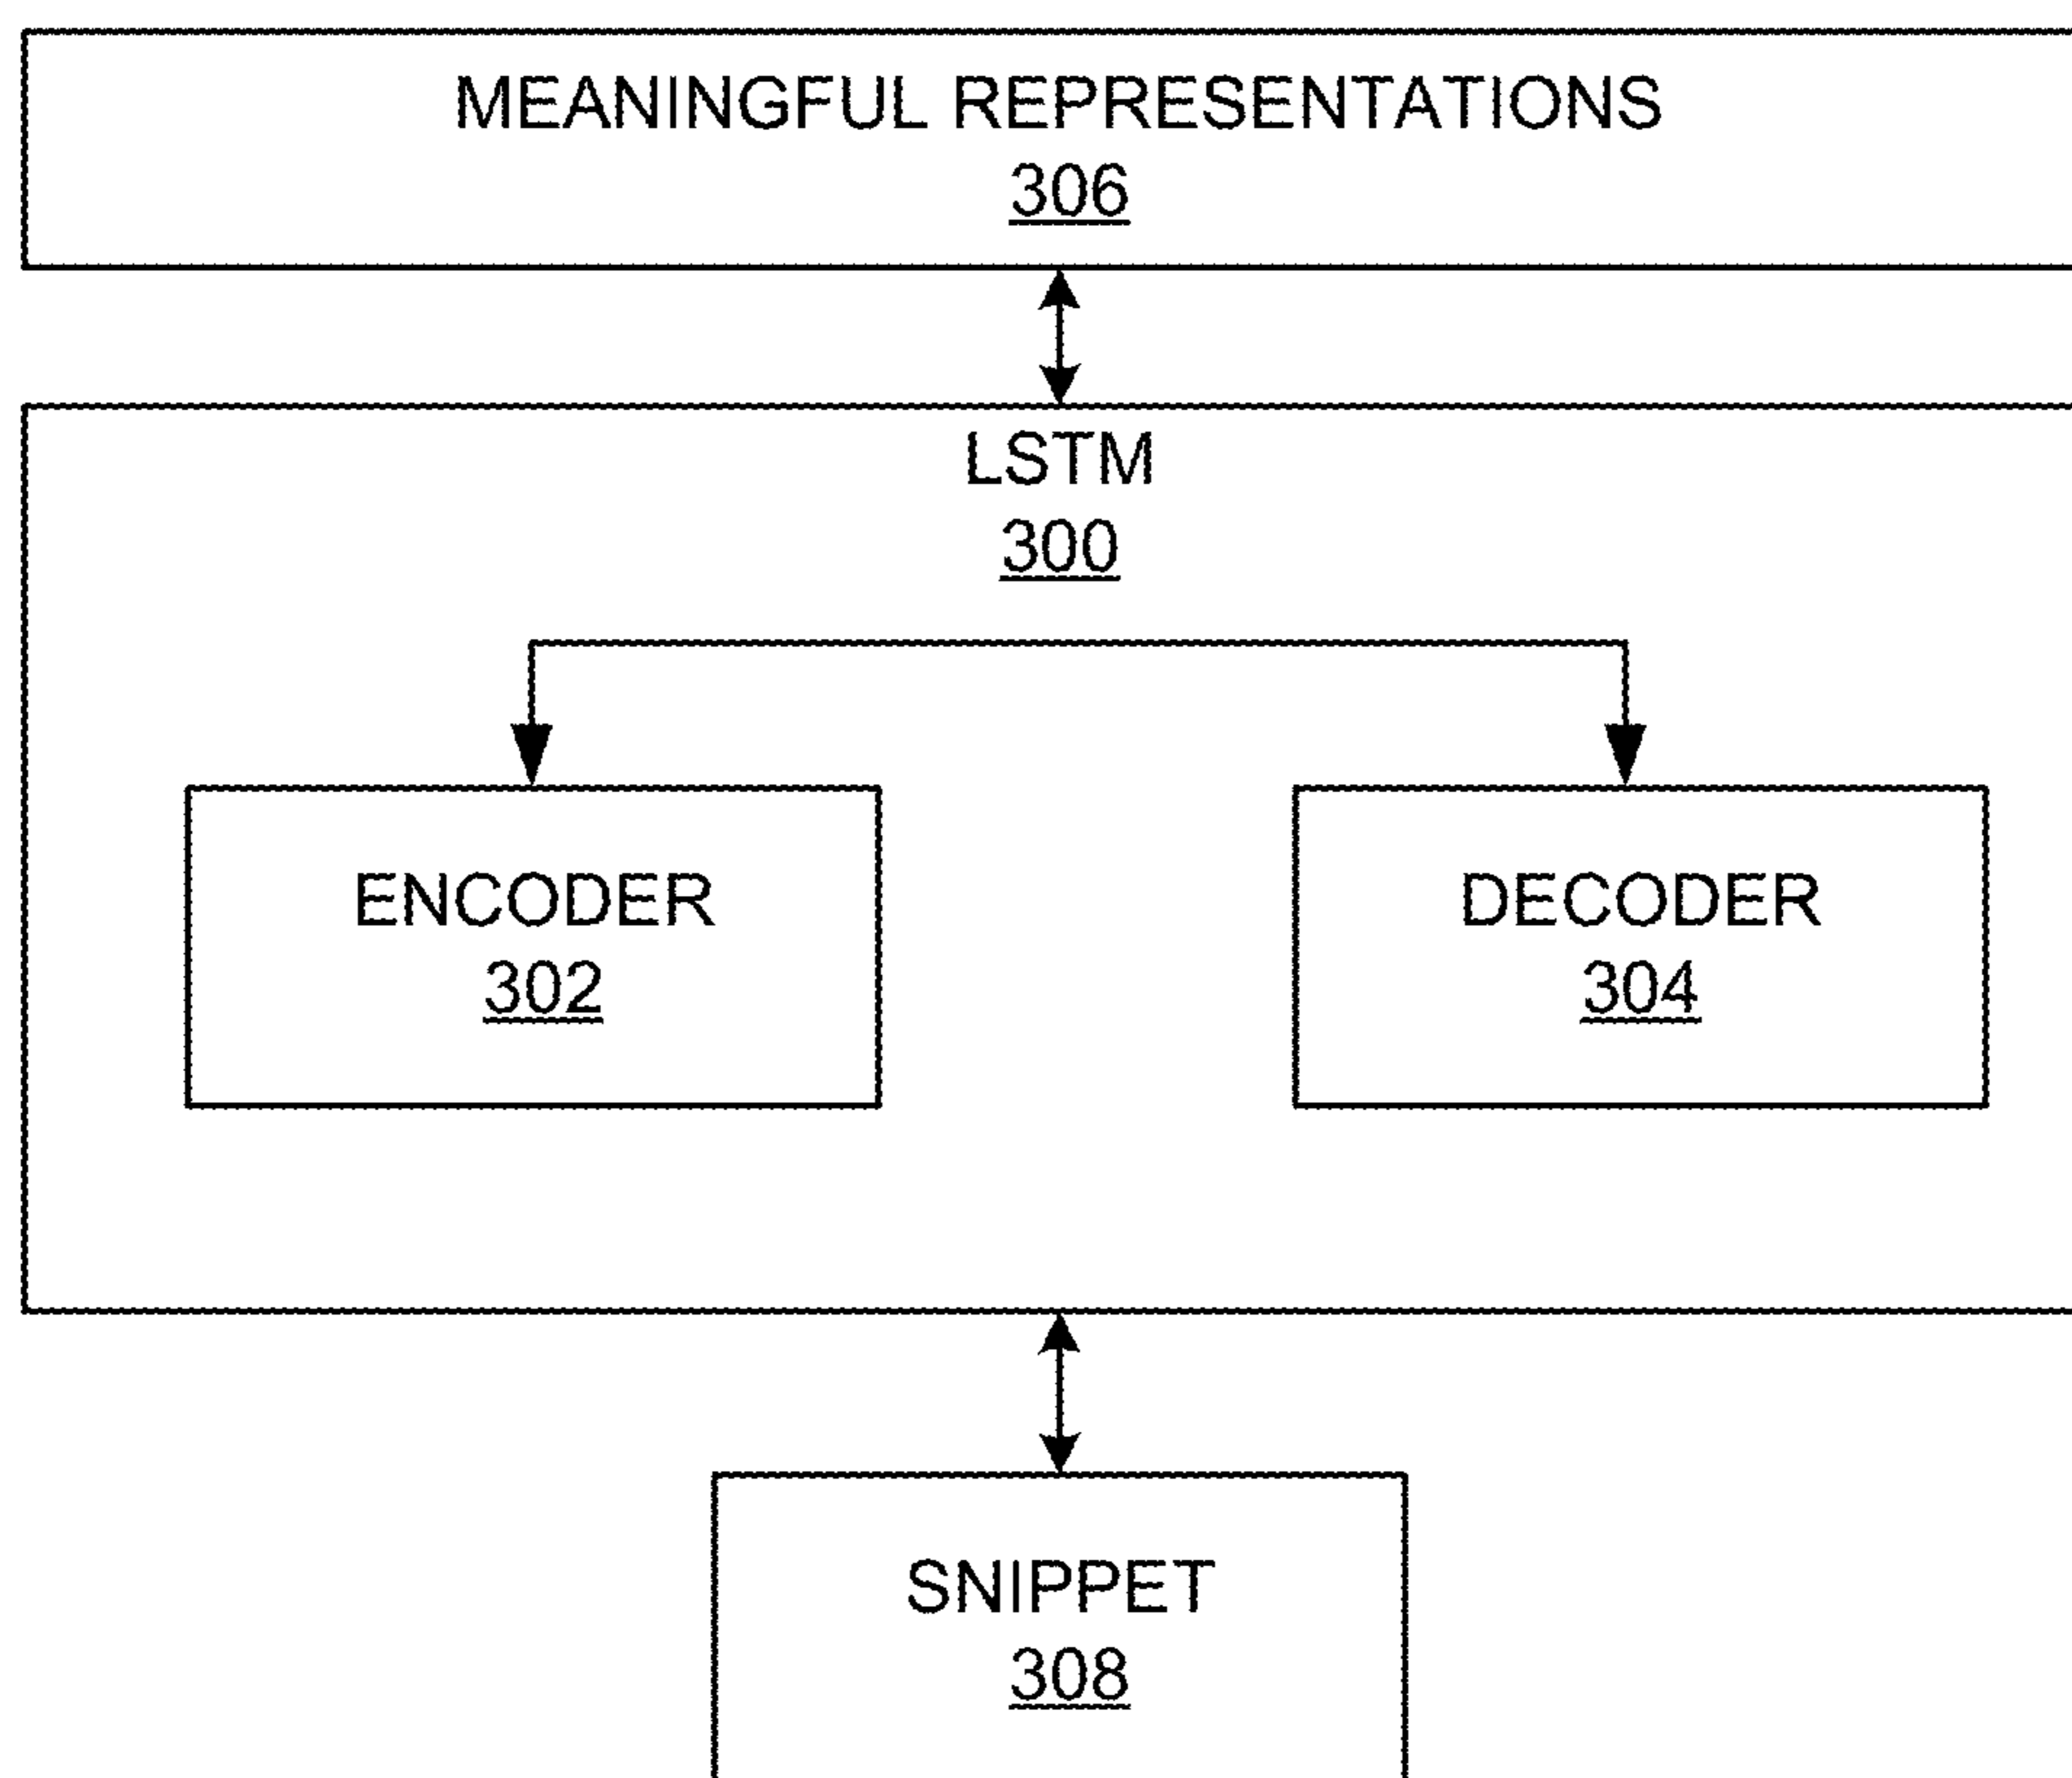 MEANINGFUL REPRESENTATIONS
306
LSTM
300
ENCODER
302
DECODER
304
SNIPPET
308